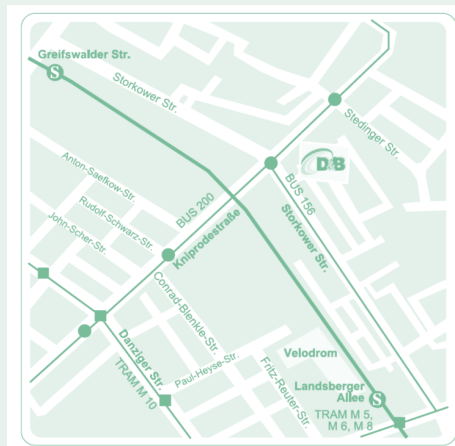 Greifswalder Str.
S
Storkower Str.
Stedinger Str.
D&B
BUS 156
Anton-Saefkow-Str.
Rudolf-Schwarz-Str.
BUS 200
Kniprodestraße
Storkower Str.
John-Scher-Str.
Conrad-Blenkle-Str.
Danziger Str.
TRAM M 10
Paul-Heyse-Str.
Fritz-Reuter-Str.
Velodrom
Landsberger
Allee
S
TRAM M 5,
M 6, M 8